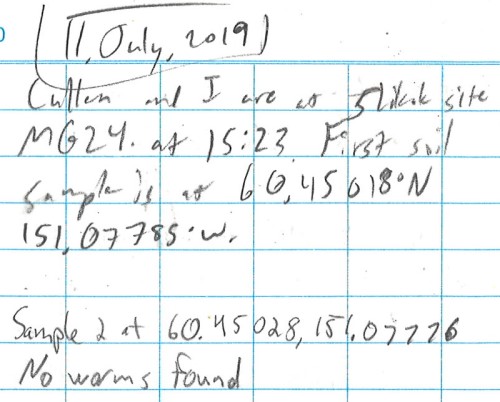 (11, July, 2019)
Cullen and I are at Slikok site
MG24. at 15:23. First soil
sample is at 60,45018°N
151,07785°W.
Sample 2 at 60.45028, 151.07776
No worms found